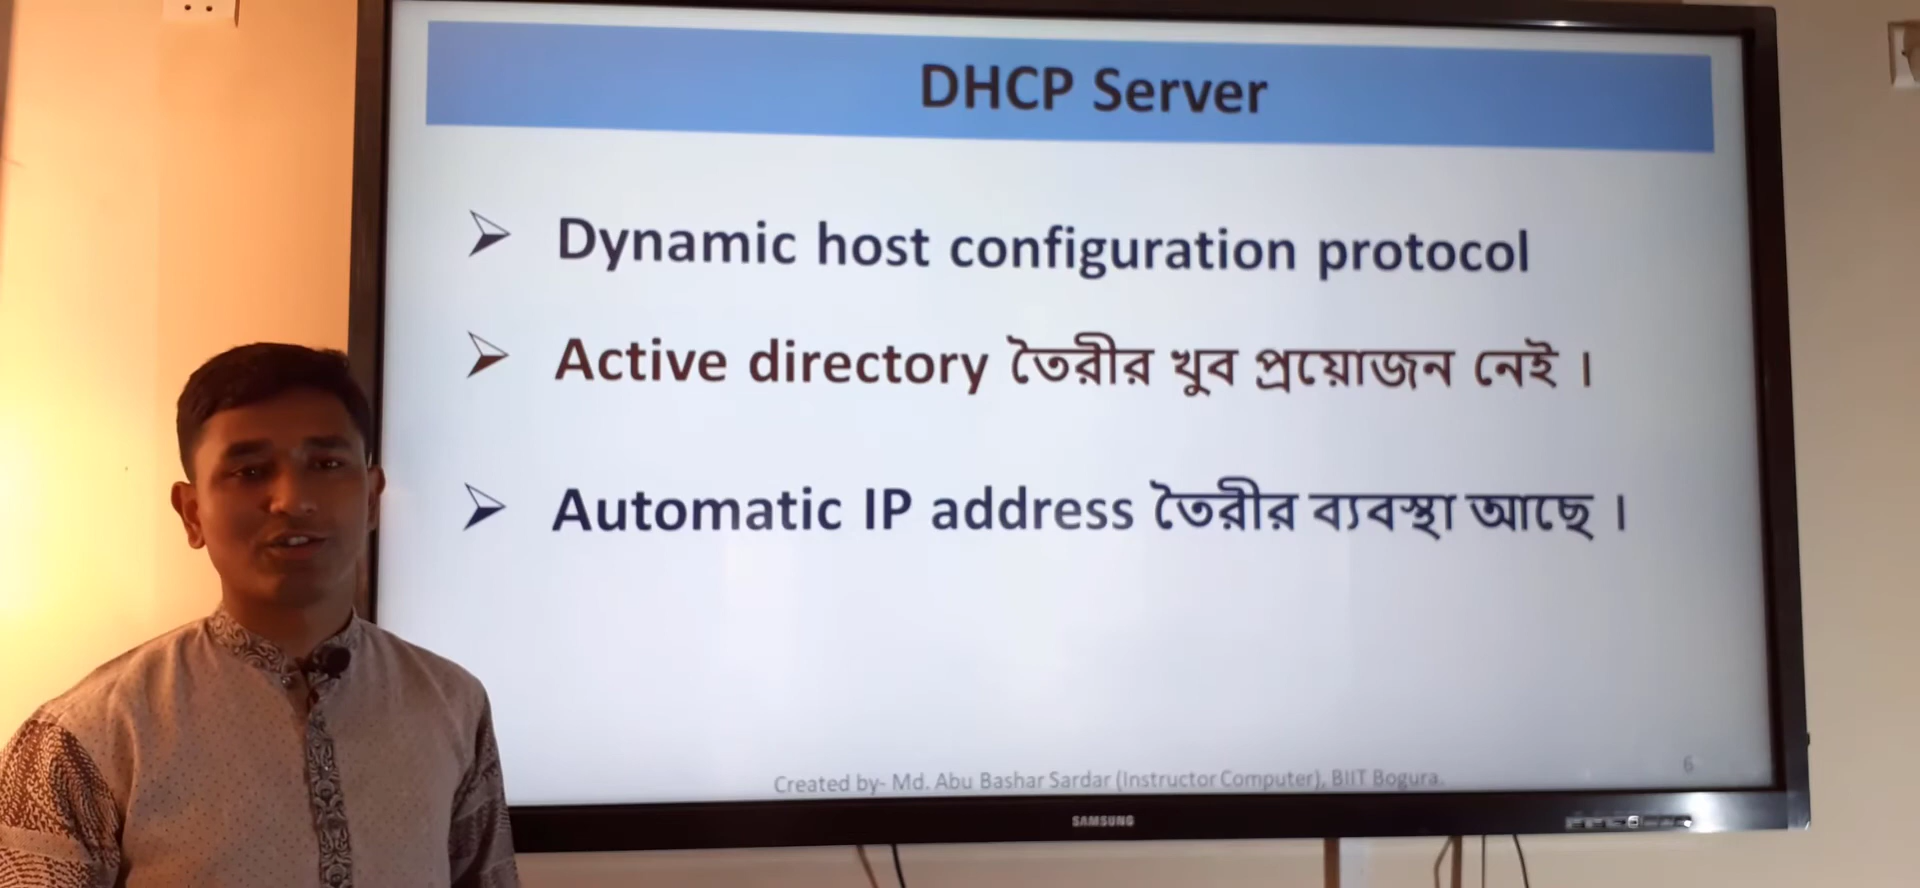 DHCP Server
Dynamic host configuration protocol
Active directory তৈরীর খুব প্রয়োজন নেই ।
Automatic IP address তৈরীর ব্যবস্থা আছে ।
Created by- Md. Abu Bashar Sardar (Instructor Computer), BIIT Bogura.
6
SAMSUNG